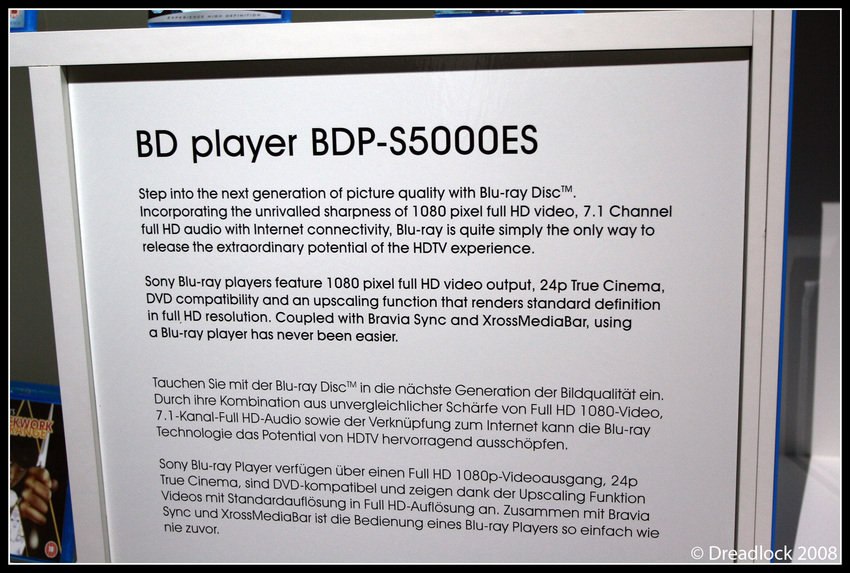 EXPERIENCE HIGH DEFINITION
BD player BDP-S5000ES
Step into the next generation of picture quality with Blu-ray Disc™.
Incorporating the unrivalled sharpness of 1080 pixel full HD video, 7.1 Channel
full HD audio with Internet connectivity, Blu-ray is quite simply the only way to
release the extraordinary potential of the HDTV experience.
Sony Blu-ray players feature 1080 pixel full HD video output, 24p True Cinema,
DVD compatibility and an upscaling function that renders standard definition
in full HD resolution. Coupled with Bravia Sync and XrossMediaBar, using
a Blu-ray player has never been easier.
Tauchen Sie mit der Blu-ray Disc™ in die nächste Generation der Bildqualität ein.
Durch ihre Kombination aus unvergleichlicher Schärfe von Full HD 1080-Video,
7.1-Kanal-Full HD-Audio sowie der Verknüpfung zum Internet kann die Blu-ray
Technologie das Potential von HDTV hervorragend ausschöpfen.
Sony Blu-ray Player verfügen über einen Full HD 1080p-Videoausgang, 24p
True Cinema, sind DVD-kompatibel und zeigen dank der Upscaling Funktion
Videos mit Standardauflösung in Full HD-Auflösung an. Zusammen mit Bravia
Sync und XrossMediaBar ist die Bedienung eines Blu-ray Players so einfach wie
nie zuvor.
KWORK
RANGE
18
© Dreadlock 2008